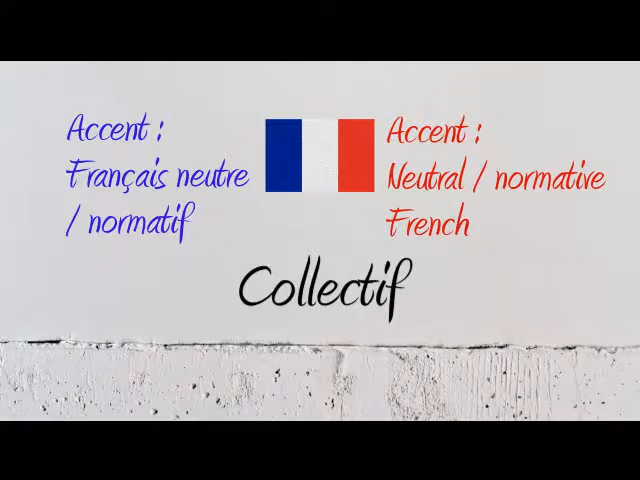 Accent :
Français neutre
/ normatif
Accent :
Neutral / normative
French
Collectif